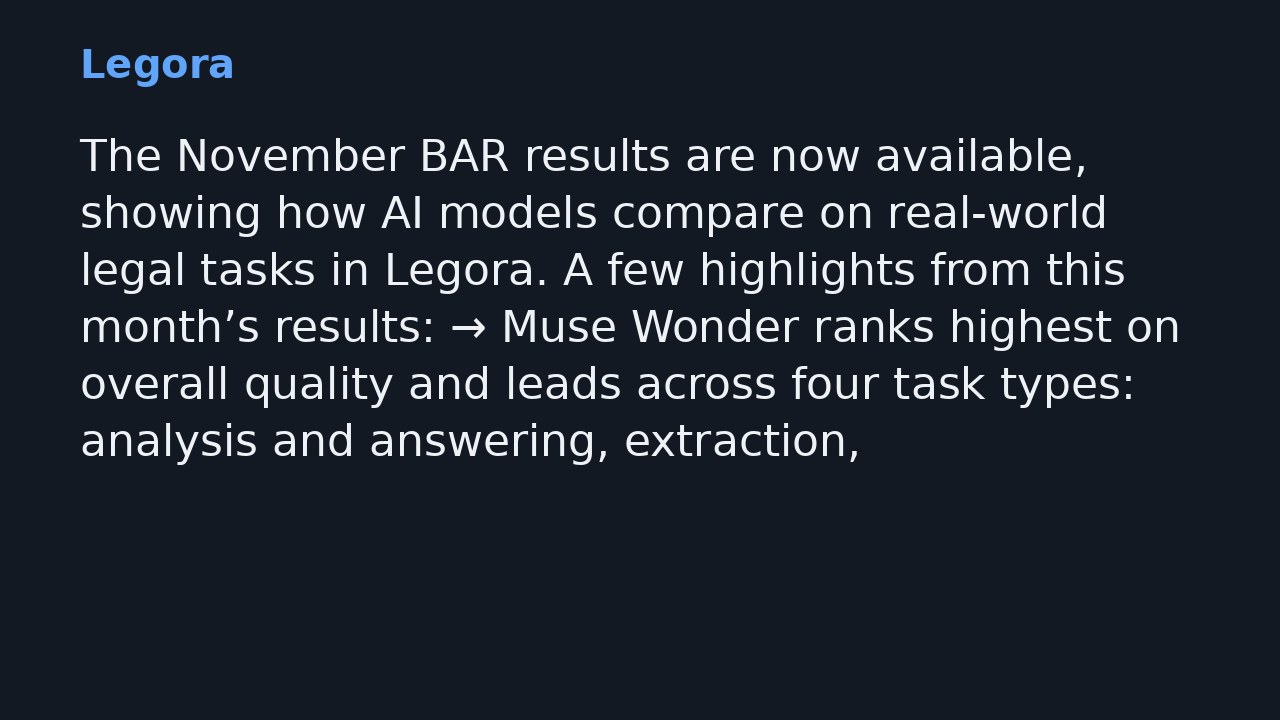 Legora
The November BAR results are now available,
showing how AI models compare on real-world
legal tasks in Legora. A few highlights from this
month’s results: → Muse Wonder ranks highest on
overall quality and leads across four task types:
analysis and answering, extraction,